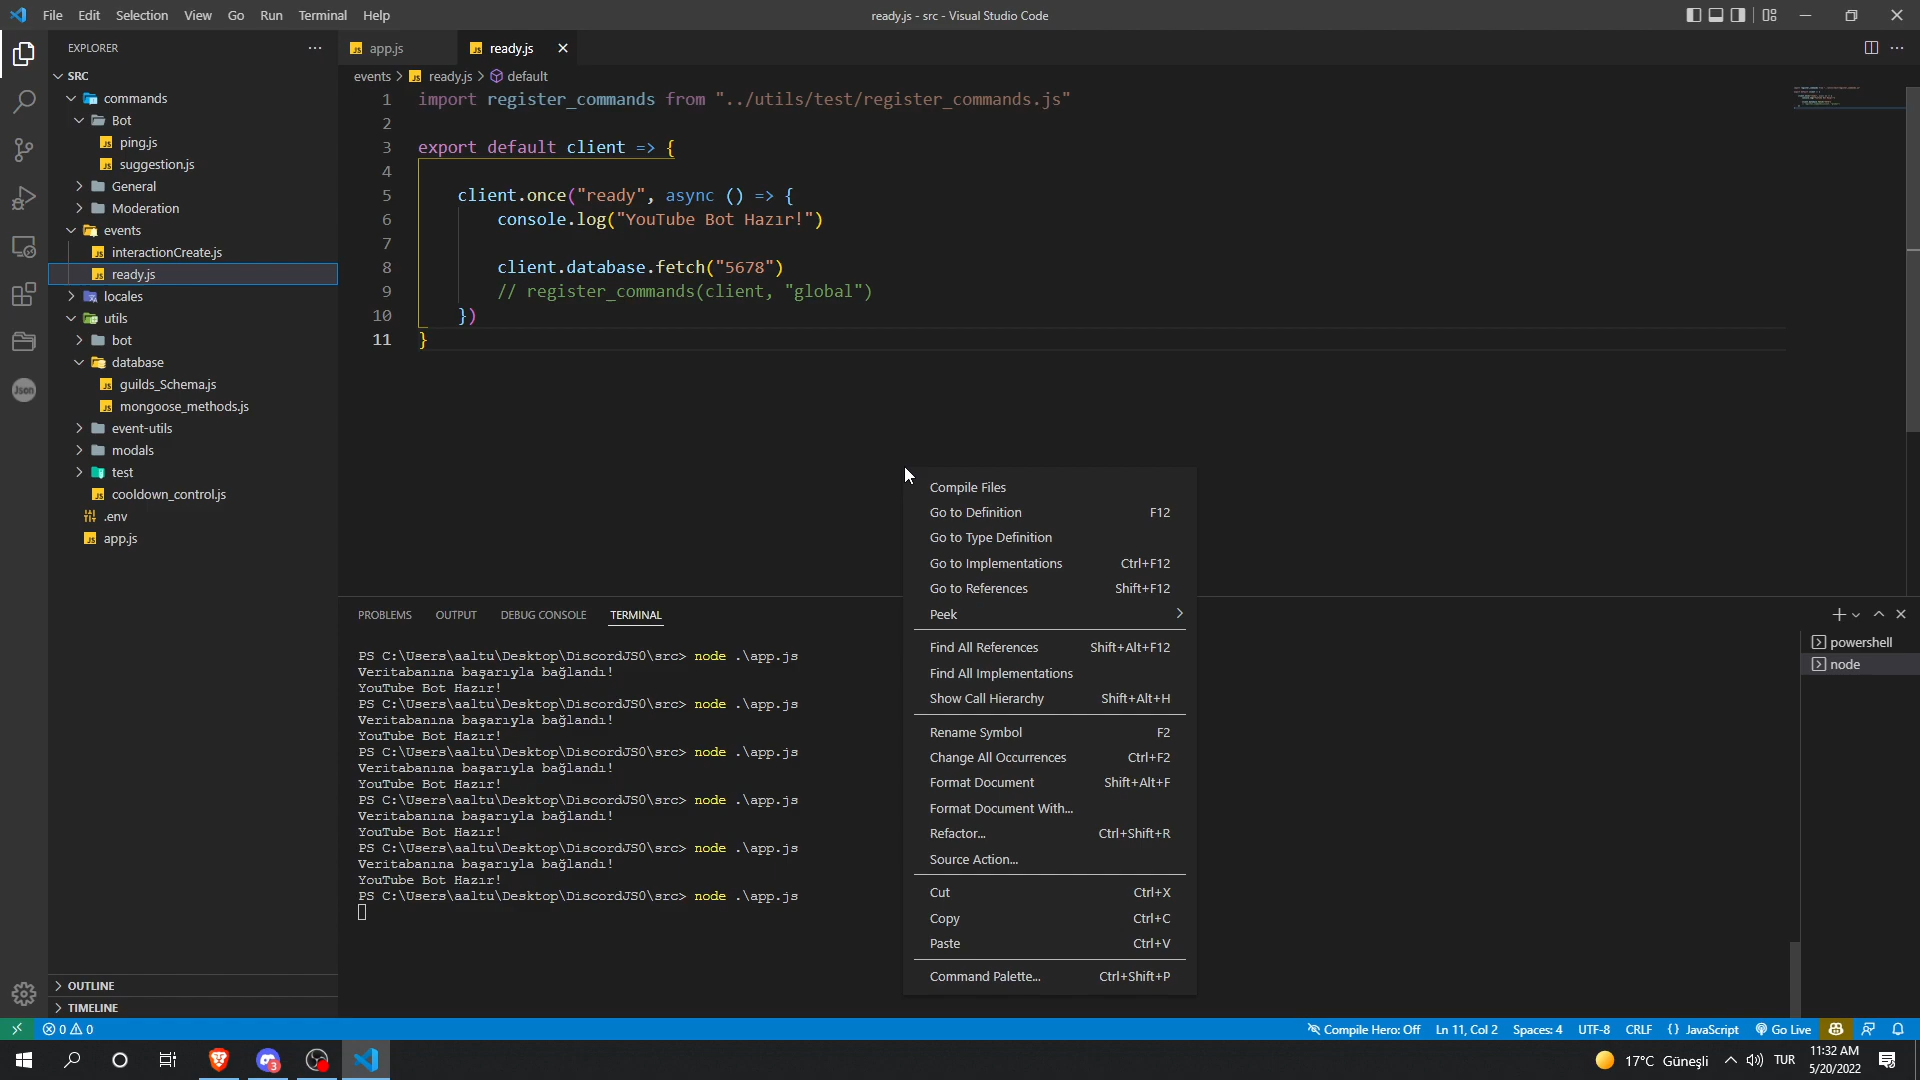 File Edit Selection View Go Run Terminal Help
ready.js - src - Visual Studio Code
EXPLORER
SRC
commands
Bot
ping.js
suggestion.js
General
Moderation
events
interactionCreate.js
ready.js
locales
utils
bot
database
guilds_Schema.js
mongoose_methods.js
event-utils
modals
test
cooldown_control.js
.env
app.js
OUTLINE
TIMELINE
app.js
ready.js
events > ready.js > default
1 import register_commands from "../utils/test/register_commands.js"
2
3 export default client => {
4
5 client.once("ready", async () => {
6 console.log("YouTube Bot Hazır!")
7
8 client.database.fetch("5678")
9 // register_commands(client, "global")
10 })
11 }
Compile Files
Go to Definition F12
Go to Type Definition
Go to Implementations Ctrl+F12
Go to References Shift+F12
Peek
Find All References Shift+Alt+F12
Find All Implementations
Show Call Hierarchy Shift+Alt+H
Rename Symbol F2
Change All Occurrences Ctrl+F2
Format Document Shift+Alt+F
Format Document With...
Refactor... Ctrl+Shift+R
Source Action...
Cut Ctrl+X
Copy Ctrl+C
Paste Ctrl+V
Command Palette... Ctrl+Shift+P
PROBLEMS OUTPUT DEBUG CONSOLE TERMINAL
PS C:\Users\aaltu\Desktop\DiscordJS0\src> node .\app.js
Veritabanına başarıyla bağlandı!
YouTube Bot Hazır!
PS C:\Users\aaltu\Desktop\DiscordJS0\src> node .\app.js
Veritabanına başarıyla bağlandı!
YouTube Bot Hazır!
PS C:\Users\aaltu\Desktop\DiscordJS0\src> node .\app.js
Veritabanına başarıyla bağlandı!
YouTube Bot Hazır!
PS C:\Users\aaltu\Desktop\DiscordJS0\src> node .\app.js
Veritabanına başarıyla bağlandı!
YouTube Bot Hazır!
PS C:\Users\aaltu\Desktop\DiscordJS0\src> node .\app.js
Veritabanına başarıyla bağlandı!
YouTube Bot Hazır!
PS C:\Users\aaltu\Desktop\DiscordJS0\src> node .\app.js
powershell
node
0 0
Compile Hero: Off Ln 11, Col 2 Spaces: 4 UTF-8 CRLF {} JavaScript Go Live
3
17°C Güneşli TUR
11:32 AM
5/20/2022